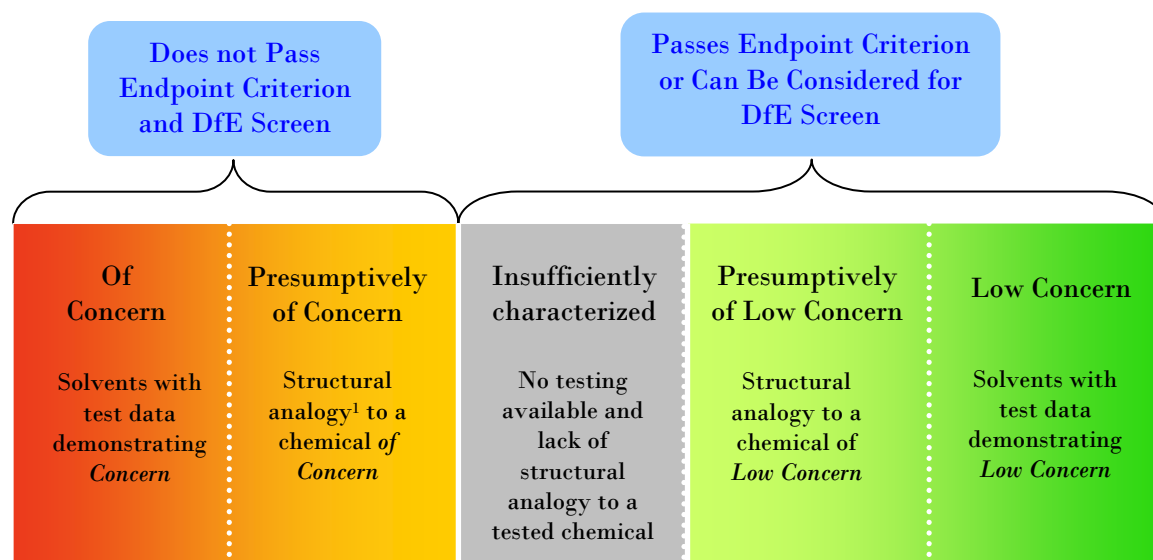 Does not Pass
Endpoint Criterion
and DfE Screen
Passes Endpoint Criterion
or Can Be Considered for
DfE Screen
Of
Concern
Solvents with
test data
demonstrating
Concern
Presumptively
of Concern
Structural
analogy¹ to a
chemical of
Concern
Insufficiently
characterized
No testing
available and
lack of
structural
analogy to a
tested chemical
Presumptively
of Low Concern
Structural
analogy to a
chemical of
Low Concern
Low Concern
Solvents with
test data
demonstrating
Low Concern